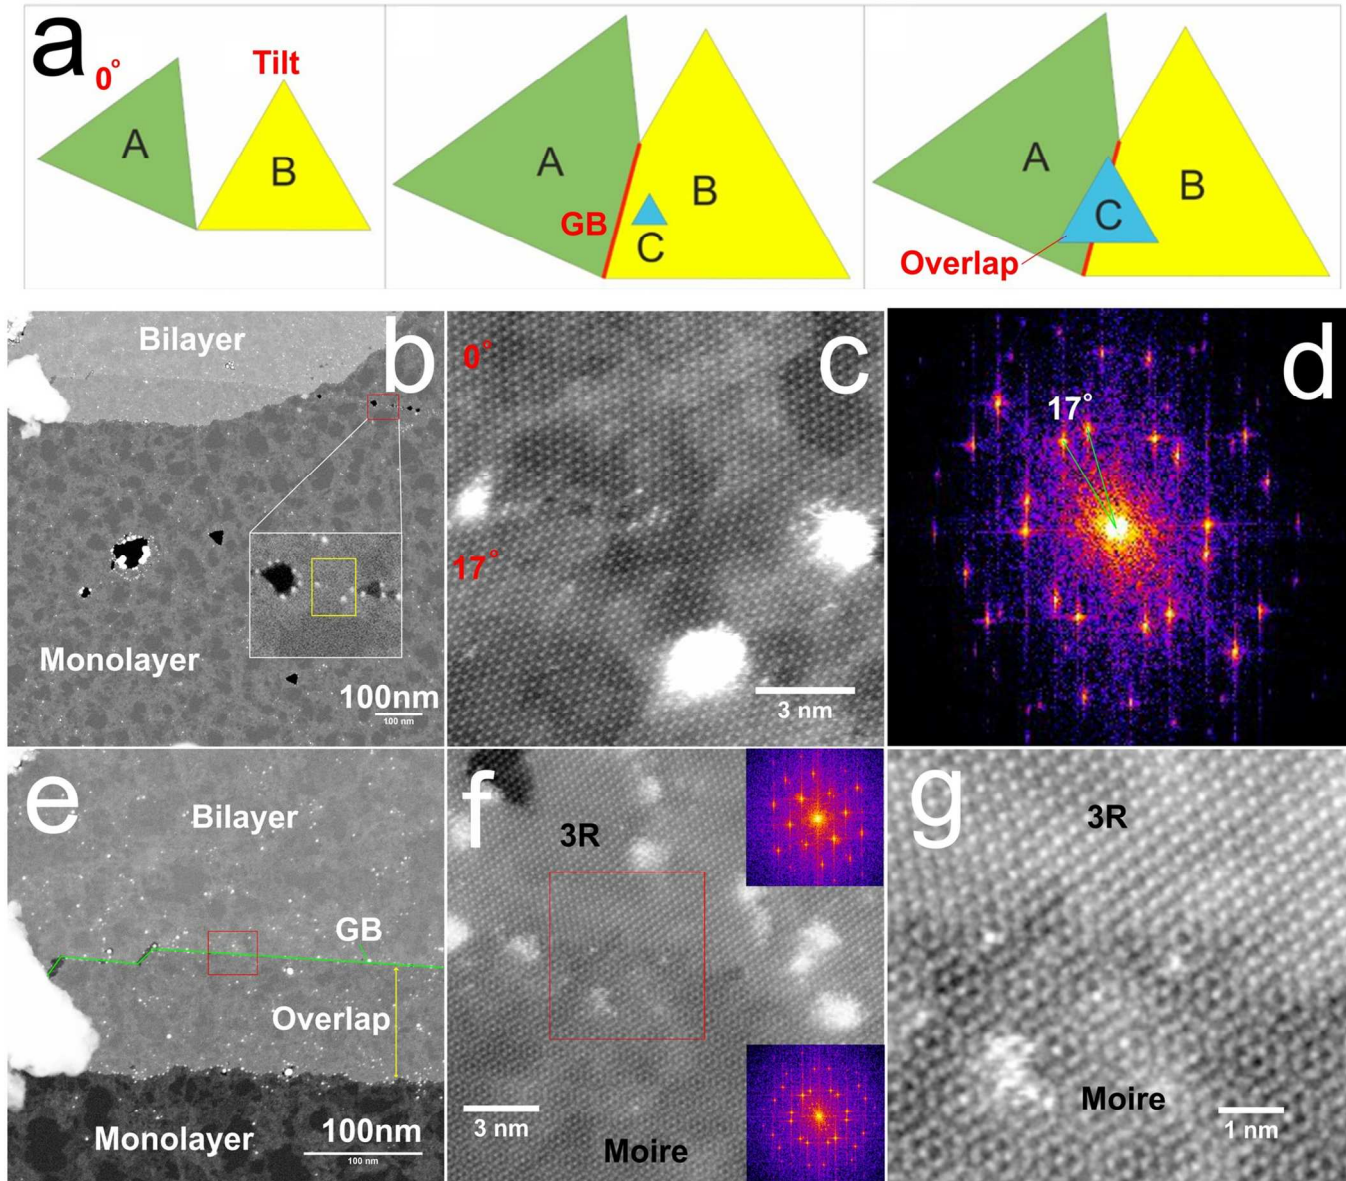 a
0°
Tilt
A
B
A
B
GB
C
A
B
C
Overlap
Bilayer
b
Monolayer
100nm
100 nm
0°
c
17°
3 nm
d
17°
e
Bilayer
GB
Overlap
Monolayer
100nm
100 nm
f
3R
3 nm
Moire
g
3R
Moire
1 nm